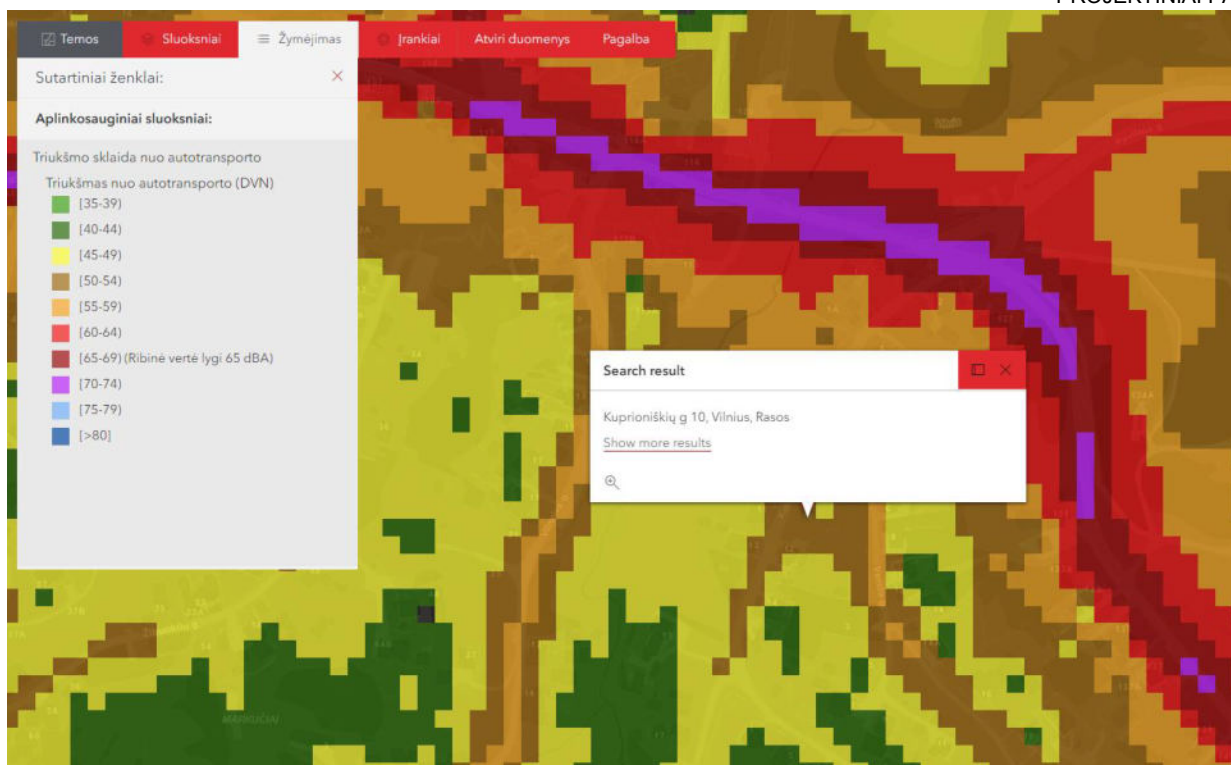 Temos
Sluoksniai
Žymėjimas
Įrankiai
Atviri duomenys
Pagalba
Sutartiniai ženklai:
Aplinkosauginiai sluoksniai:
Triukšmo sklaida nuo autotransporto
Triukšmas nuo autotransporto (DVN)
[35-39)
[40-44)
[45-49)
[50-54)
[55-59)
[60-64)
[65-69) (Ribinė vertė lygi 65 dBA)
[70-74)
[75-79)
[>80]
Search result
Kuprioniškių g 10, Vilnius, Rasos
Show more results
MARKUČIAI